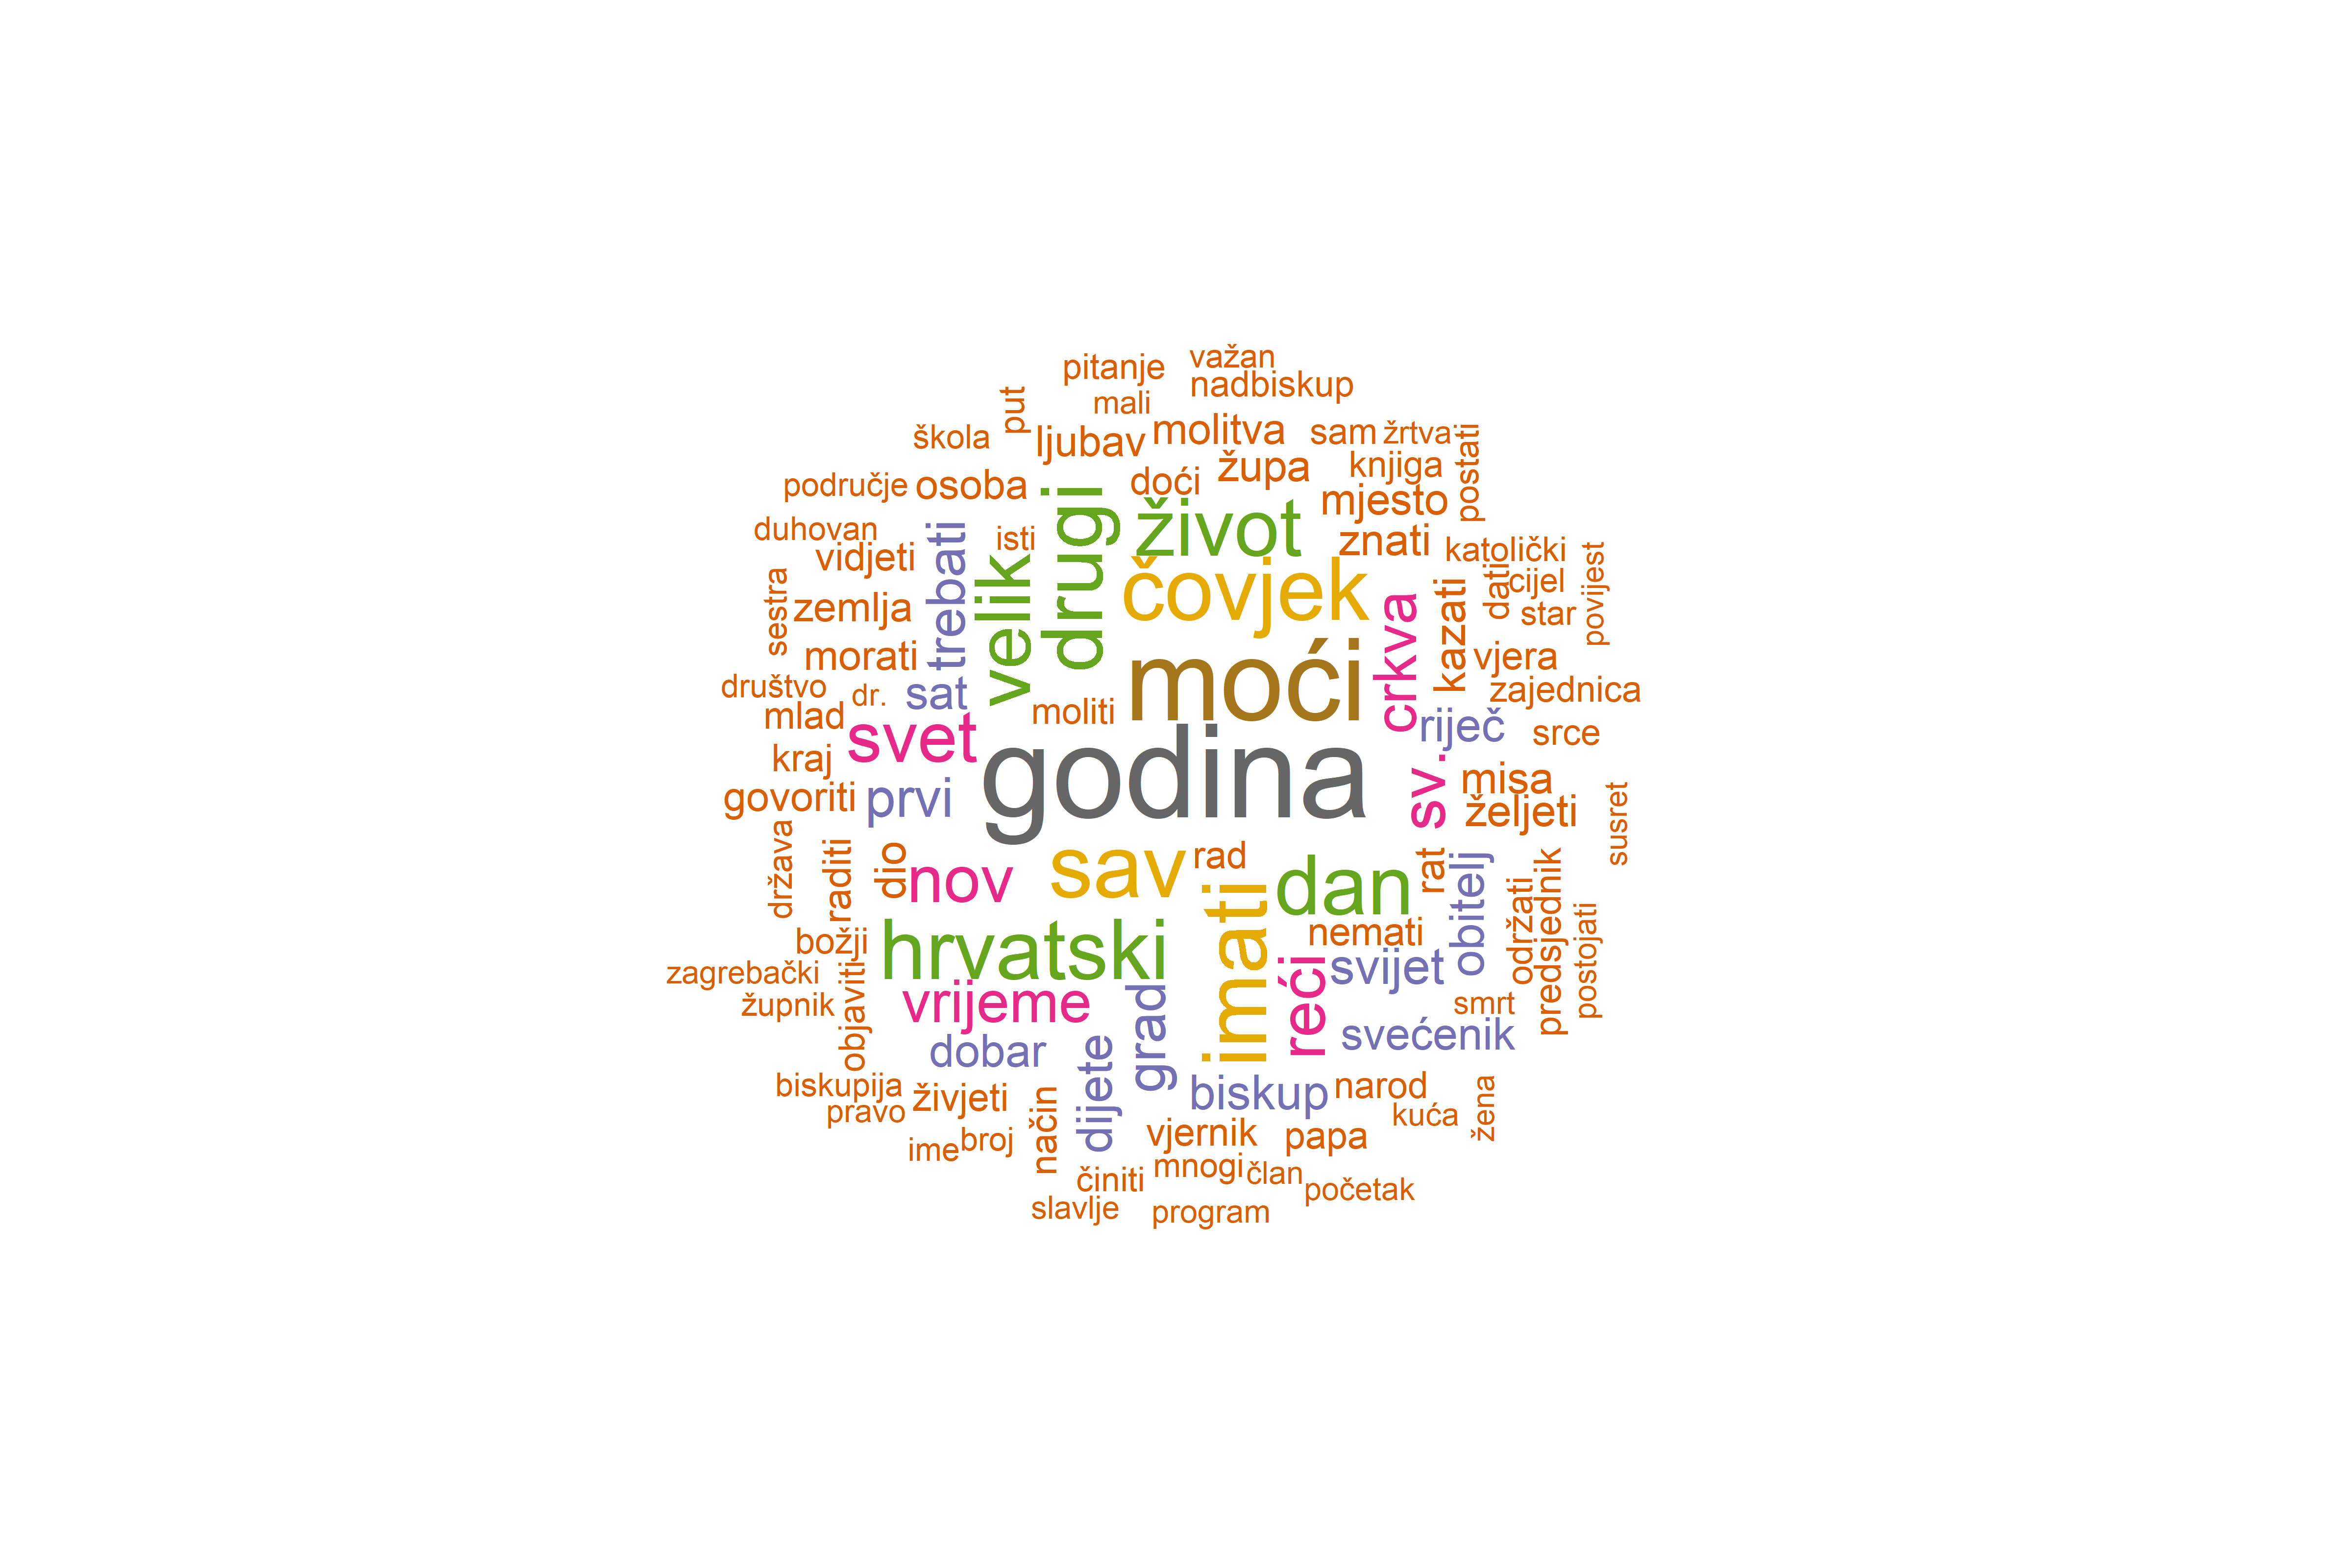 važan
pitanje
nadbiskup
mali
put
molitva
sam
žrtva
škola
ljubav
postati
župa
knjiga
područje
osoba
doći
mjesto
drugi
život
duhovan
isti
znati
katolički
vidjeti
trebati
velik
čovjek
dati
cijel
povijest
sestra
zemlja
star
crkva
kazati
morati
vjera
moći
društvo
dr.
sat
zajednica
mlad
moliti
riječ
svet
srce
kraj
godina
sv.
misa
govoriti
prvi
željeti
susret
država
raditi
dio
nov
sav
rad
dan
rat
obitelj
održati
predsjednik
postojati
hrvatski
imati
nemati
božji
reći
svijet
zagrebački
župnik
objaviti
vrijeme
grad
smrt
svećenik
dobar
dijete
biskupija
živjeti
biskup
narod
pravo
kuća
žena
način
vjernik
papa
ime
broj
činiti
mnogi
član
početak
slavlje
program